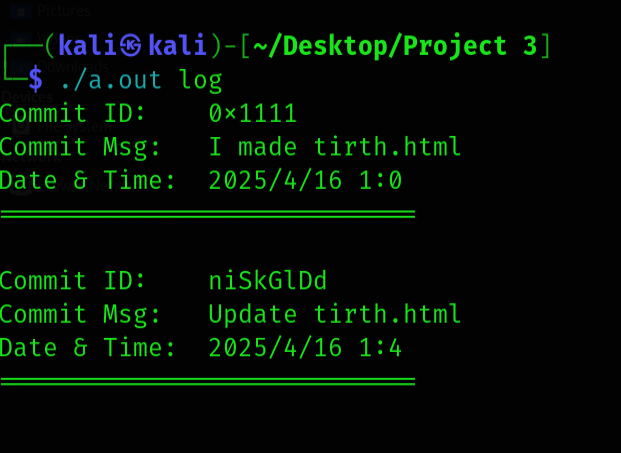 Pictures
┌──(kali㉿kali)-[~/Desktop/Project 3]
└─$ ./a.out log
Commit ID: 0×1111
Commit Msg: I made tirth.html
Date & Time: 2025/4/16 1:0
Commit ID: niSkGlDd
Commit Msg: Update tirth.html
Date & Time: 2025/4/16 1:4